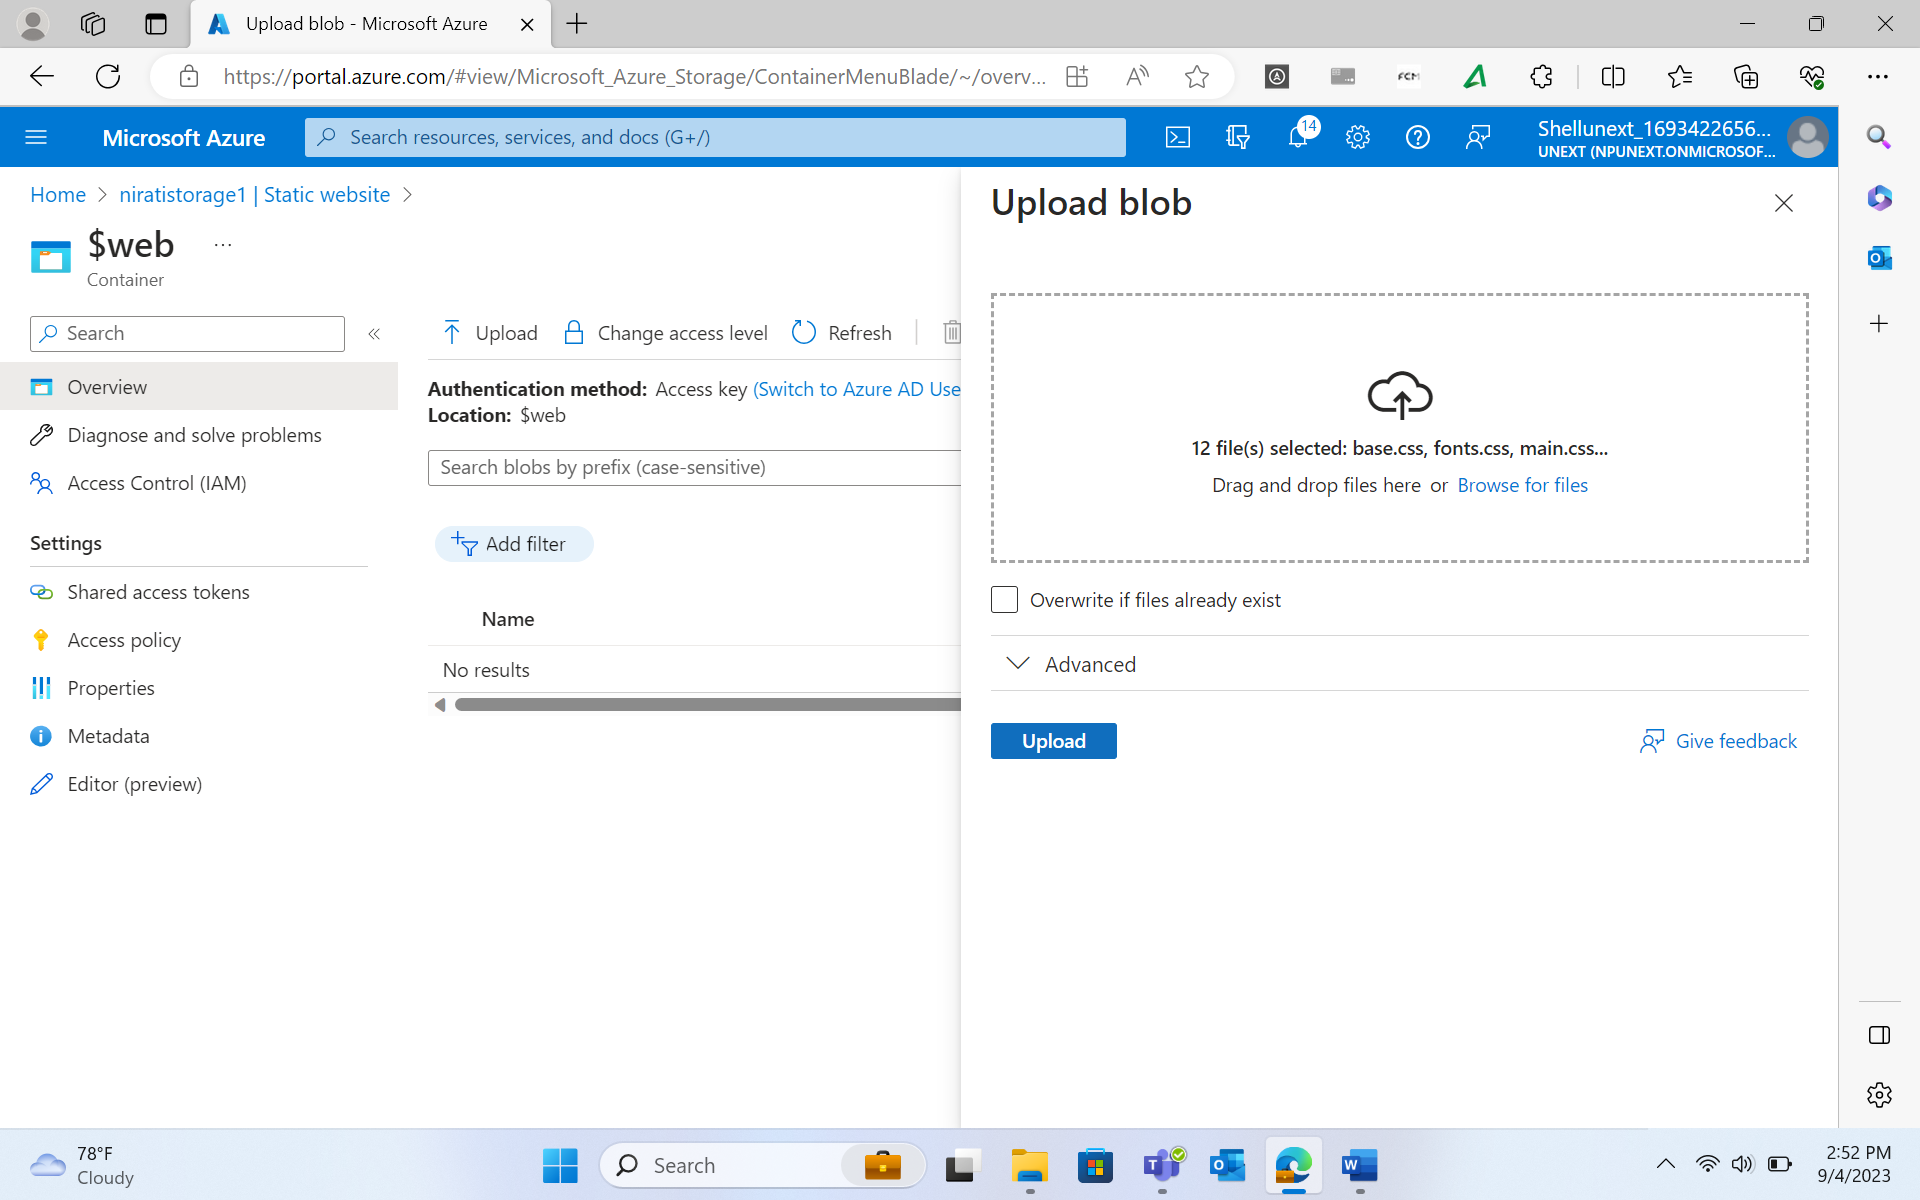 Upload blob - Microsoft Azure
https://portal.azure.com/#view/Microsoft_Azure_Storage/ContainerMenuBlade/~/overv...
FCM
Microsoft Azure
Search resources, services, and docs (G+/)
14
Shellunext_1693422656...
UNEXT (NPUNEXT.ONMICROSOF...
Home > niratistorage1 | Static website >
$web
...
Container
Search
«
Overview
Diagnose and solve problems
Access Control (IAM)
Settings
Shared access tokens
Access policy
Properties
Metadata
Editor (preview)
Upload
Change access level
Refresh
Authentication method: Access key (Switch to Azure AD Use
Location: $web
Search blobs by prefix (case-sensitive)
Add filter
Name
No results
Upload blob
12 file(s) selected: base.css, fonts.css, main.css...
Drag and drop files here or Browse for files
Overwrite if files already exist
Advanced
Upload
Give feedback
78°F
Cloudy
Search
2:52 PM
9/4/2023